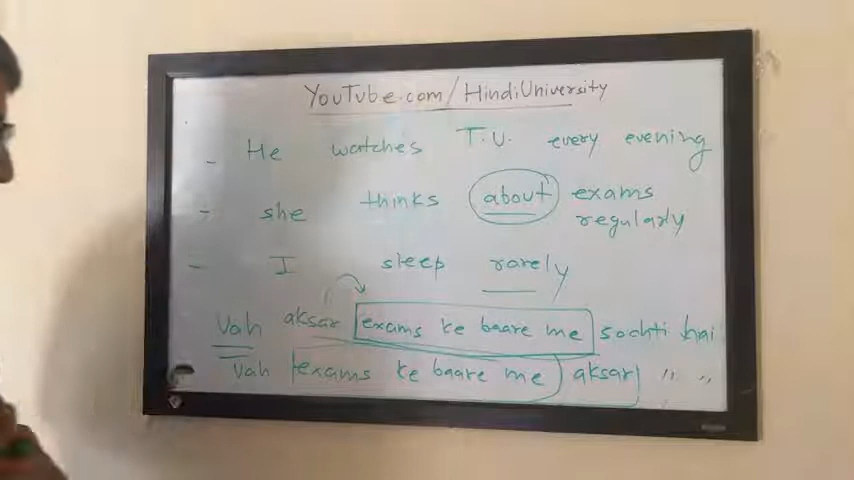 YouTube.com/HindiUniversity
- He watches T.V. every evening
- she thinks about exams
regularly
- I sleep rarely
Vah aksar exams ke baare me sochti hai
vah exams ke baare me aksar " "